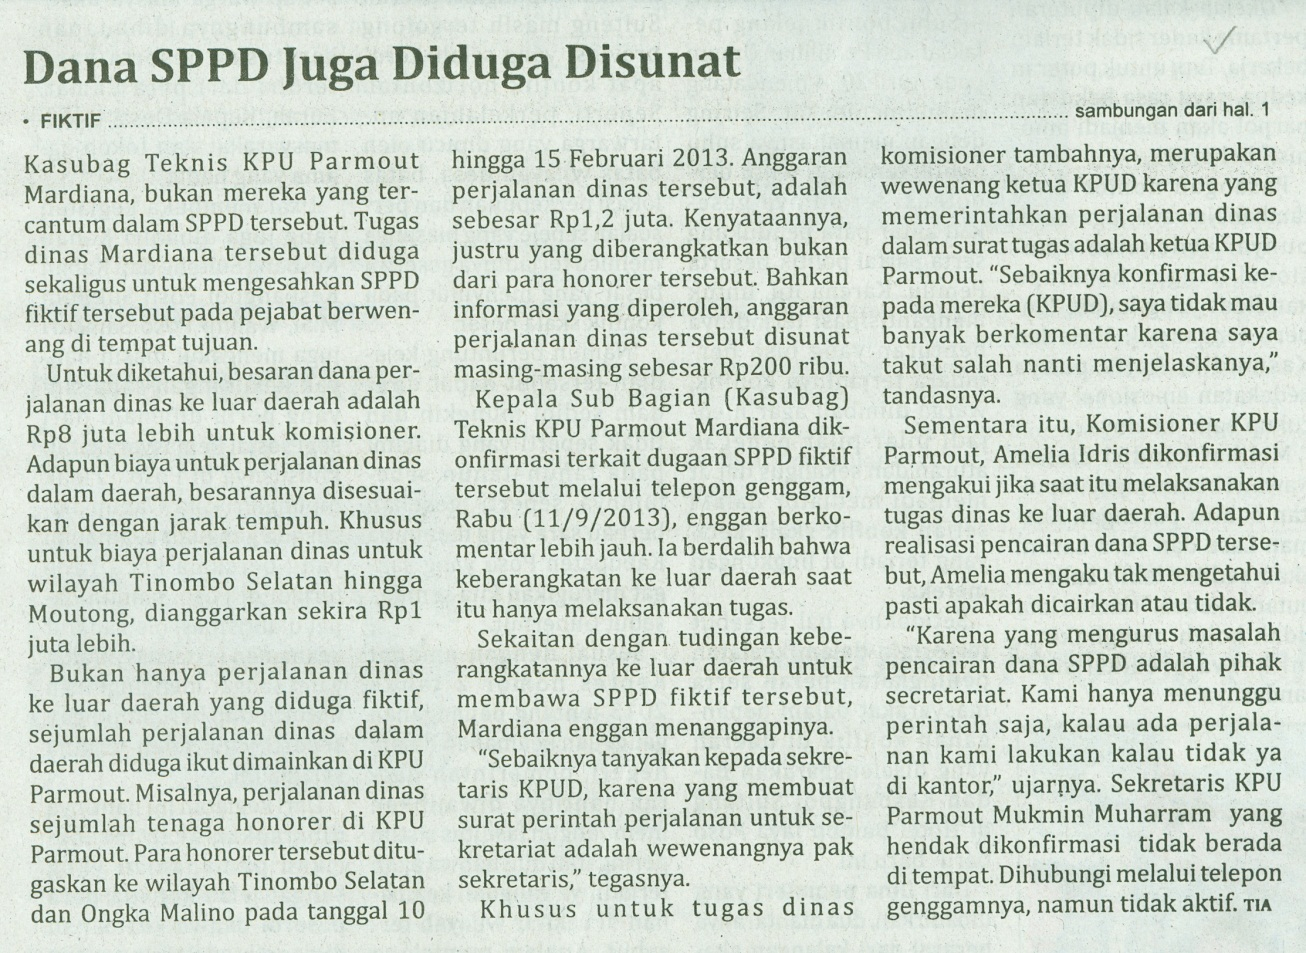 Dana SPPD Juga Diduga Disunat
• FIKTIF ........ sambungan dari hal. 1
Kasubag Teknis KPU Parmout
Mardiana, bukan mereka yang ter-
cantum dalam SPPD tersebut. Tugas
dinas Mardiana tersebut diduga
sekaligus untuk mengesahkan SPPD
fiktif tersebut pada pejabat berwen-
ang di tempat tujuan.
Untuk diketahui, besaran dana per-
jalanan dinas ke luar daerah adalah
Rp8 juta lebih untuk komisioner.
Adapun biaya untuk perjalanan dinas
dalam daerah, besarannya disesuai-
kan dengan jarak tempuh. Khusus
untuk biaya perjalanan dinas untuk
wilayah Tinombo Selatan hingga
Moutong, dianggarkan sekira Rp1
juta lebih.
Bukan hanya perjalanan dinas
ke luar daerah yang diduga fiktif,
sejumlah perjalanan dinas dalam
daerah diduga ikut dimainkan di KPU
Parmout. Misalnya, perjalanan dinas
sejumlah tenaga honorer di KPU
Parmout. Para honorer tersebut ditu-
gaskan ke wilayah Tinombo Selatan
dan Ongka Malino pada tanggal 10
hingga 15 Februari 2013. Anggaran
perjalanan dinas tersebut, adalah
sebesar Rp1,2 juta. Kenyataannya,
justru yang diberangkatkan bukan
dari para honorer tersebut. Bahkan
informasi yang diperoleh, anggaran
perjalanan dinas tersebut disunat
masing-masing sebesar Rp200 ribu.
Kepala Sub Bagian (Kasubag)
Teknis KPU Parmout Mardiana dik-
onfirmasi terkait dugaan SPPD fiktif
tersebut melalui telepon genggam,
Rabu (11/9/2013), enggan berko-
mentar lebih jauh. Ia berdalih bahwa
keberangkatan ke luar daerah saat
itu hanya melaksanakan tugas.
Sekaitan dengan tudingan kebe-
rangkatannya ke luar daerah untuk
membawa SPPD fiktif tersebut,
Mardiana enggan menanggapinya.
“Sebaiknya tanyakan kepada sekre-
taris KPUD, karena yang membuat
surat perintah perjalanan untuk se-
kretariat adalah wewenangnya pak
sekretaris,” tegasnya.
Khusus untuk tugas dinas
komisioner tambahnya, merupakan
wewenang ketua KPUD karena yang
memerintahkan perjalanan dinas
dalam surat tugas adalah ketua KPUD
Parmout. “Sebaiknya konfirmasi ke-
pada mereka (KPUD), saya tidak mau
banyak berkomentar karena saya
takut salah nanti menjelaskanya,”
tandasnya.
Sementara itu, Komisioner KPU
Parmout, Amelia Idris dikonfirmasi
mengakui jika saat itu melaksanakan
tugas dinas ke luar daerah. Adapun
realisasi pencairan dana SPPD terse-
but, Amelia mengaku tak mengetahui
pasti apakah dicairkan atau tidak.
“Karena yang mengurus masalah
pencairan dana SPPD adalah pihak
secretariat. Kami hanya menunggu
perintah saja, kalau ada perjala-
nan kami lakukan kalau tidak ya
di kantor,” ujarnya. Sekretaris KPU
Parmout Mukmin Muharram yang
hendak dikonfirmasi tidak berada
di tempat. Dihubungi melalui telepon
genggamnya, namun tidak aktif. TIA